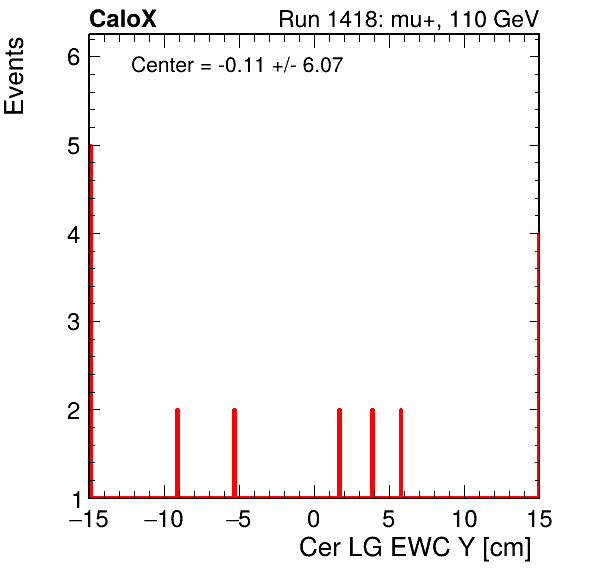 CaloX Run 1418: mu+, 110 GeV
Center = -0.11 +/- 6.07
Events
6
5
4
3
2
1
−15 −10 −5 0 5 10 15
Cer LG EWC Y [cm]